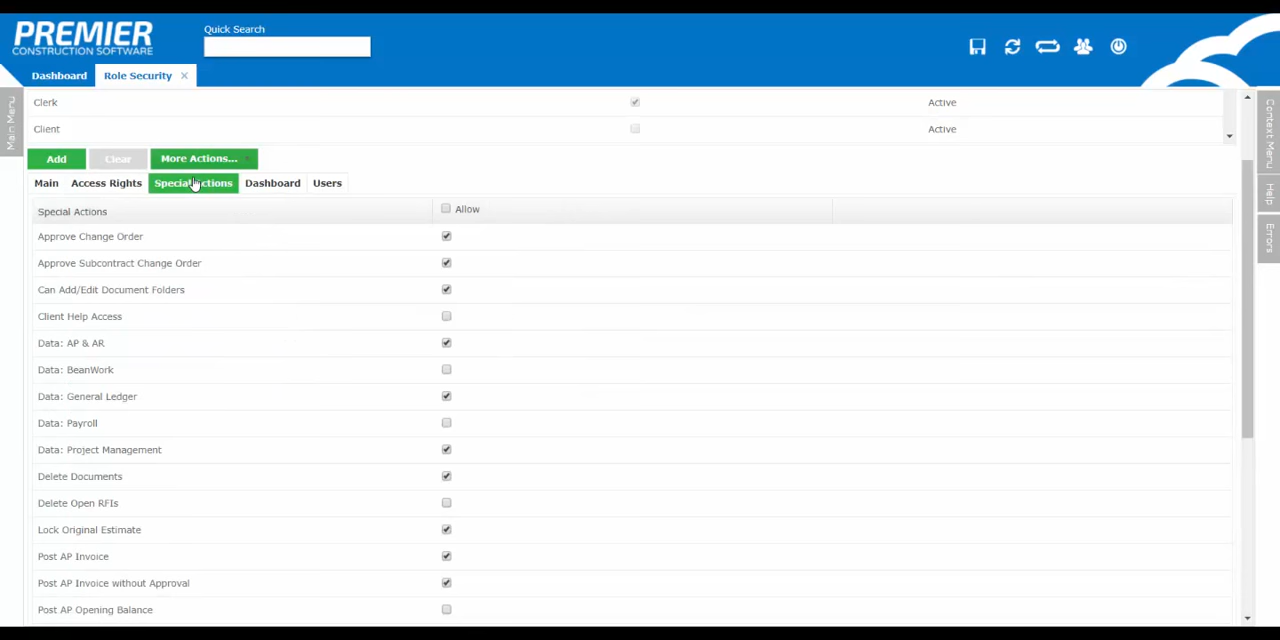 PREMIER
CONSTRUCTION SOFTWARE
Quick Search
Dashboard
Role Security
Main Menu
Context Menu
Help
Errors
Clerk Active
Client Active
Add Clear More Actions...
Main Access Rights Special Actions Dashboard Users
Special Actions Allow
Approve Change Order
Approve Subcontract Change Order
Can Add/Edit Document Folders
Client Help Access
Data: AP & AR
Data: BeanWork
Data: General Ledger
Data: Payroll
Data: Project Management
Delete Documents
Delete Open RFIs
Lock Original Estimate
Post AP Invoice
Post AP Invoice without Approval
Post AP Opening Balance